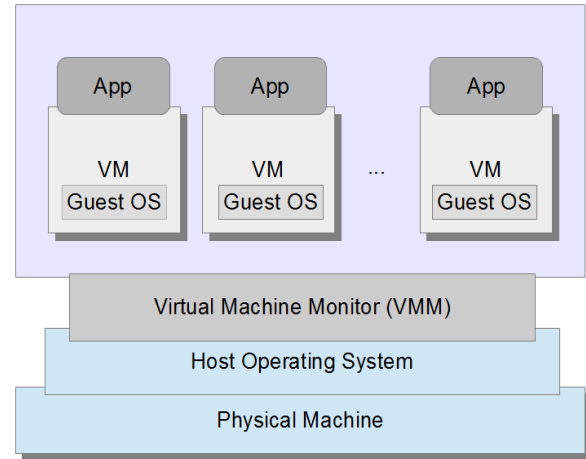 App
App
App
VM
VM
...
VM
Guest OS
Guest OS
Guest OS
Virtual Machine Monitor (VMM)
Host Operating System
Physical Machine